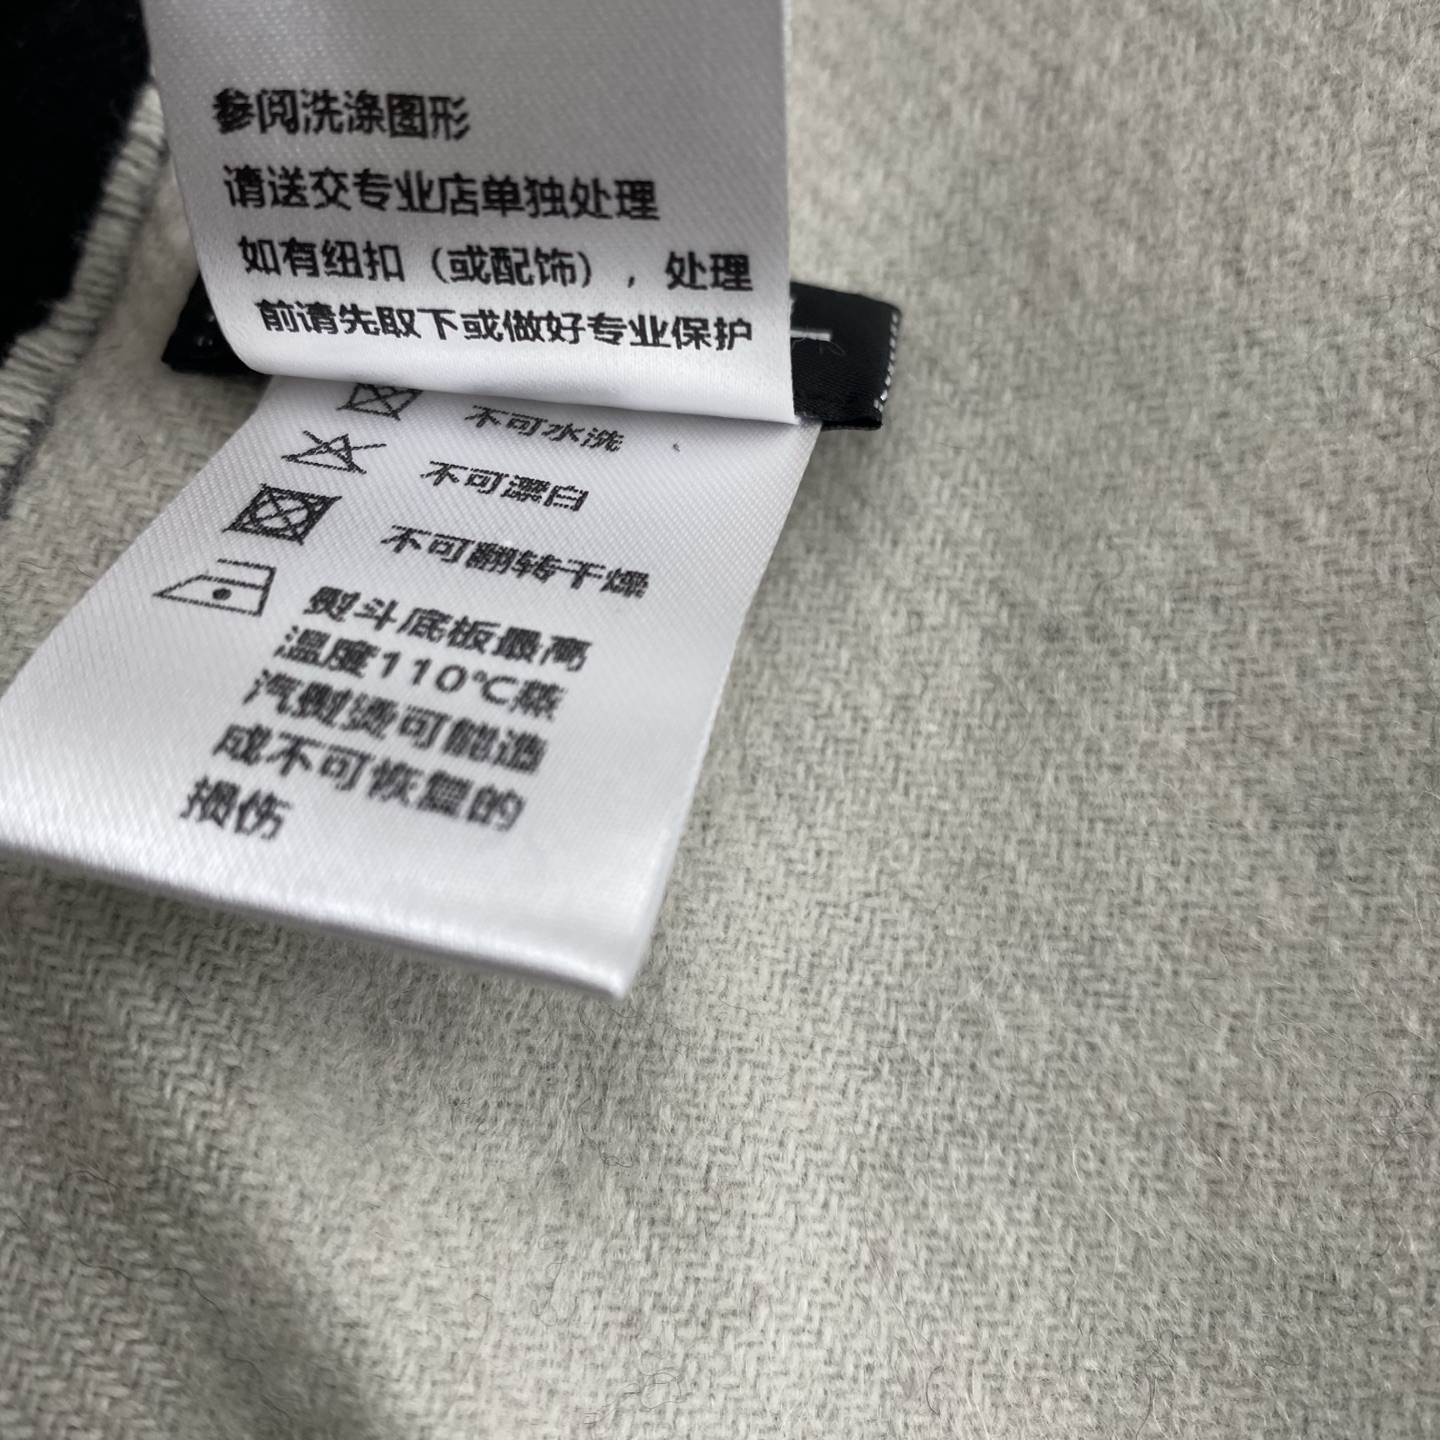 参阅洗涤图形
请送交专业店单独处理
如有纽扣（或配饰），处理
前请先取下或做好专业保护
不可水洗
不可漂白
不可翻转干燥
熨斗底板最高
温度110℃蒸
汽熨烫可能造
成不可恢复的
损伤